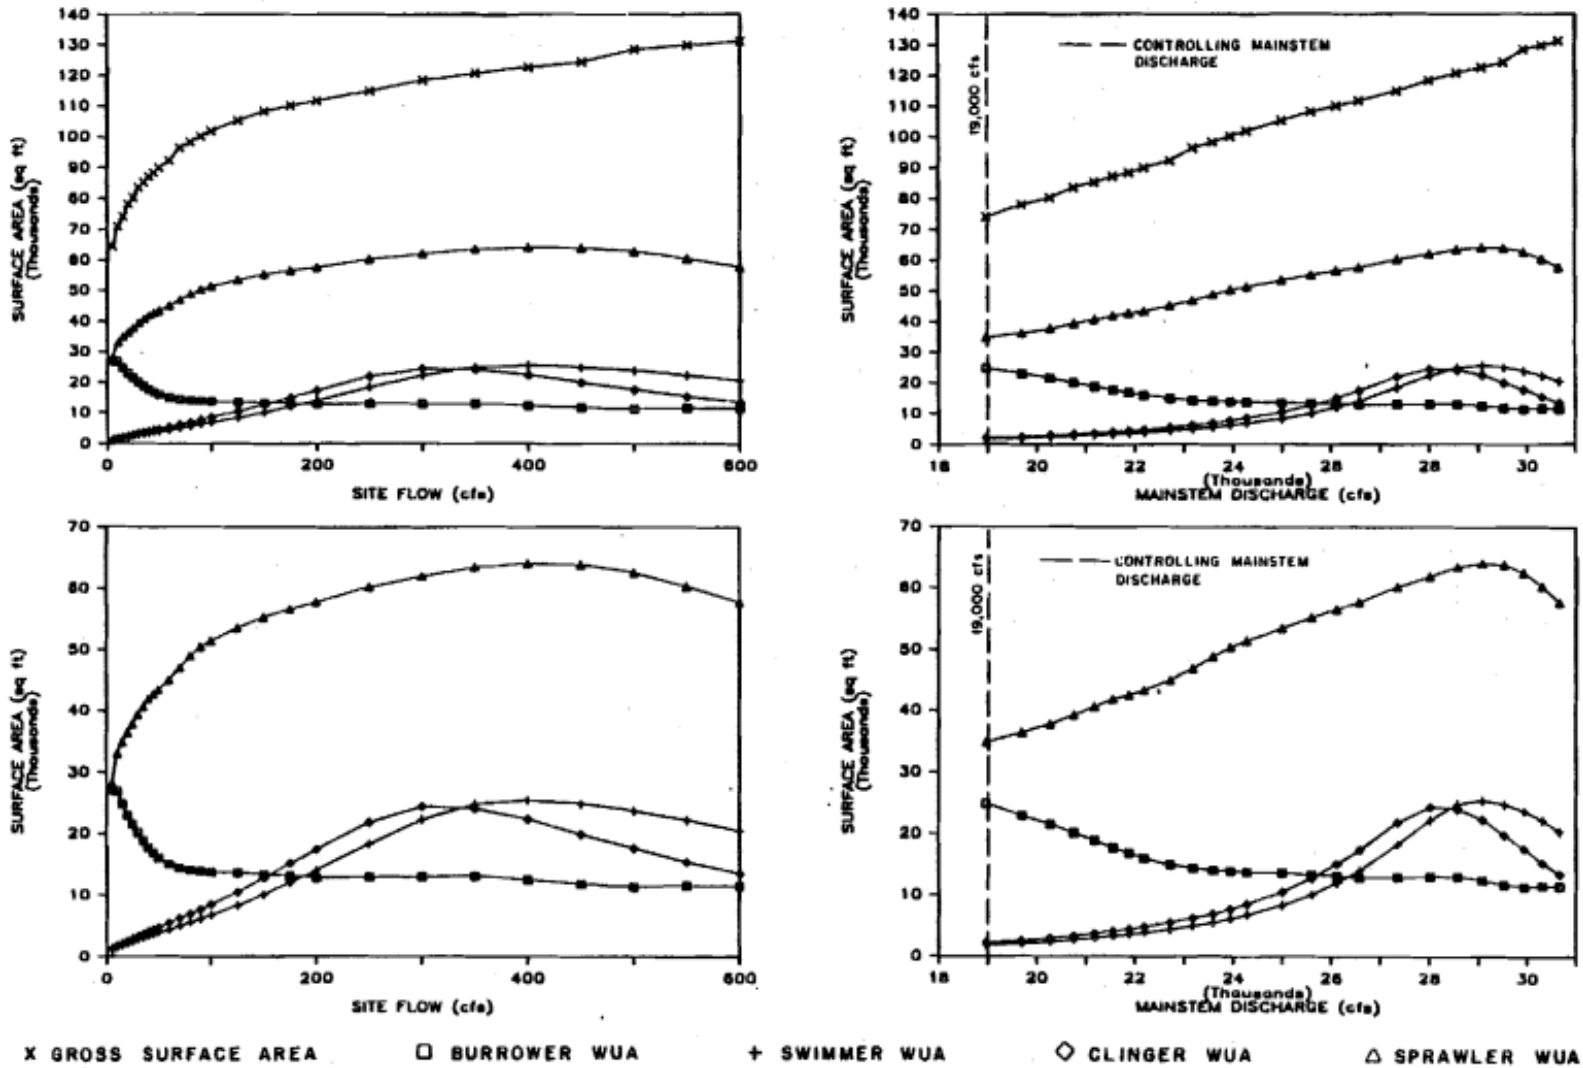 140
130
120
110
100
90
80
70
60
50
40
30
20
10
0
SURFACE AREA (sq ft)
(Thousands)
0 200 400 600
SITE FLOW (cfs)
140
130
120
110
100
90
80
70
60
50
40
30
20
10
0
SURFACE AREA (sq ft)
(Thousands)
19,000 cfs
CONTROLLING MAINSTEM
DISCHARGE
18 20 22 24 26 28 30
(Thousands)
MAINSTEM DISCHARGE (cfs)
70
60
50
40
30
20
10
0
SURFACE AREA (sq ft)
(Thousands)
0 200 400 600
SITE FLOW (cfs)
70
60
50
40
30
20
10
0
SURFACE AREA (sq ft)
(Thousands)
19,000 cfs
CONTROLLING MAINSTEM
DISCHARGE
18 20 22 24 26 28 30
(Thousands)
MAINSTEM DISCHARGE (cfs)
X GROSS SURFACE AREA □ BURROWER WUA + SWIMMER WUA ◇ CLINGER WUA △ SPRAWLER WUA